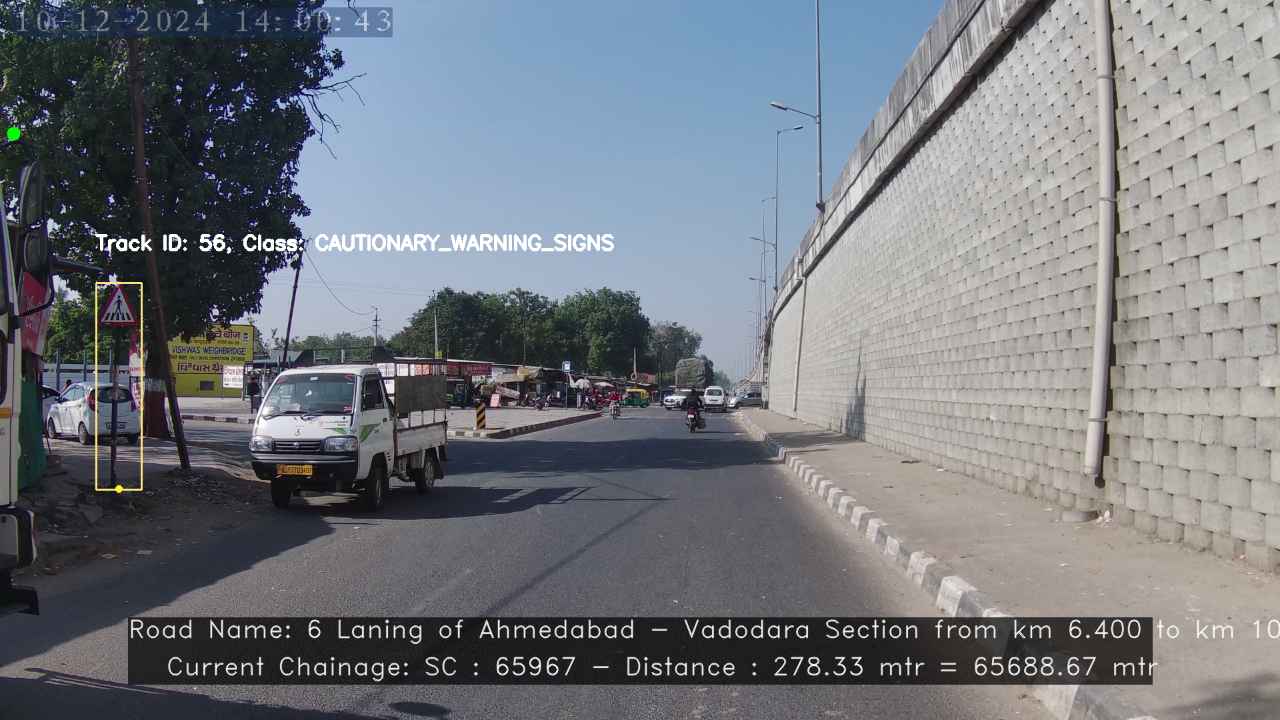 10-12-2024 14:00:43
Track ID: 56, Class: CAUTIONARY_WARNING_SIGNS
VISHWAS WEIGHBRIDGE
Road Name: 6 Laning of Ahmedabad - Vadodara Section from km 6.400 to km 10
Current Chainage: SC : 65967 - Distance : 278.33 mtr = 65688.67 mtr